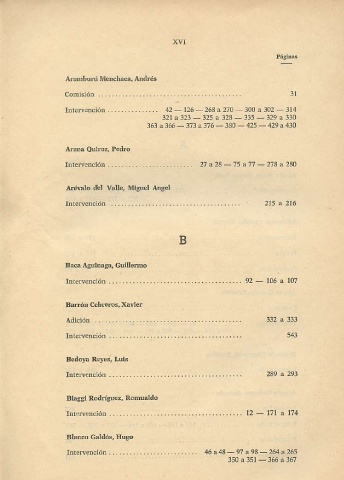 XVI
Páginas
Aramburú Menchaca, Andrés
Comisión ........................................ 31
Intervención ............... 42 — 126 — 268 a 270 — 300 a 302 — 314
321 a 323 — 325 a 328 — 335 — 329 a 330
363 a 366 — 373 a 376 — 380 — 425 — 429 a 430
Arana Quiroz, Pedro
Intervención ........................ 27 a 28 — 75 a 77 — 278 a 280
Arévalo del Valle, Miguel Angel
Intervención .................................... 215 a 216
B
Baca Aguinaga, Guillermo
Intervención ...................................... 92 — 106 a 107
Barrón Cebreros, Xavier
Adición .......................................... 332 a 333
Intervención ..................................... 543
Bedoya Reyes, Luis
Intervención ..................................... 289 a 293
Biaggi Rodríguez, Romualdo
Intervención ...................................... 12 — 171 a 174
Blanco Galdós, Hugo
Intervención ........................ 46 a 48 — 97 a 98 — 264 a 265
350 a 351 — 366 a 367